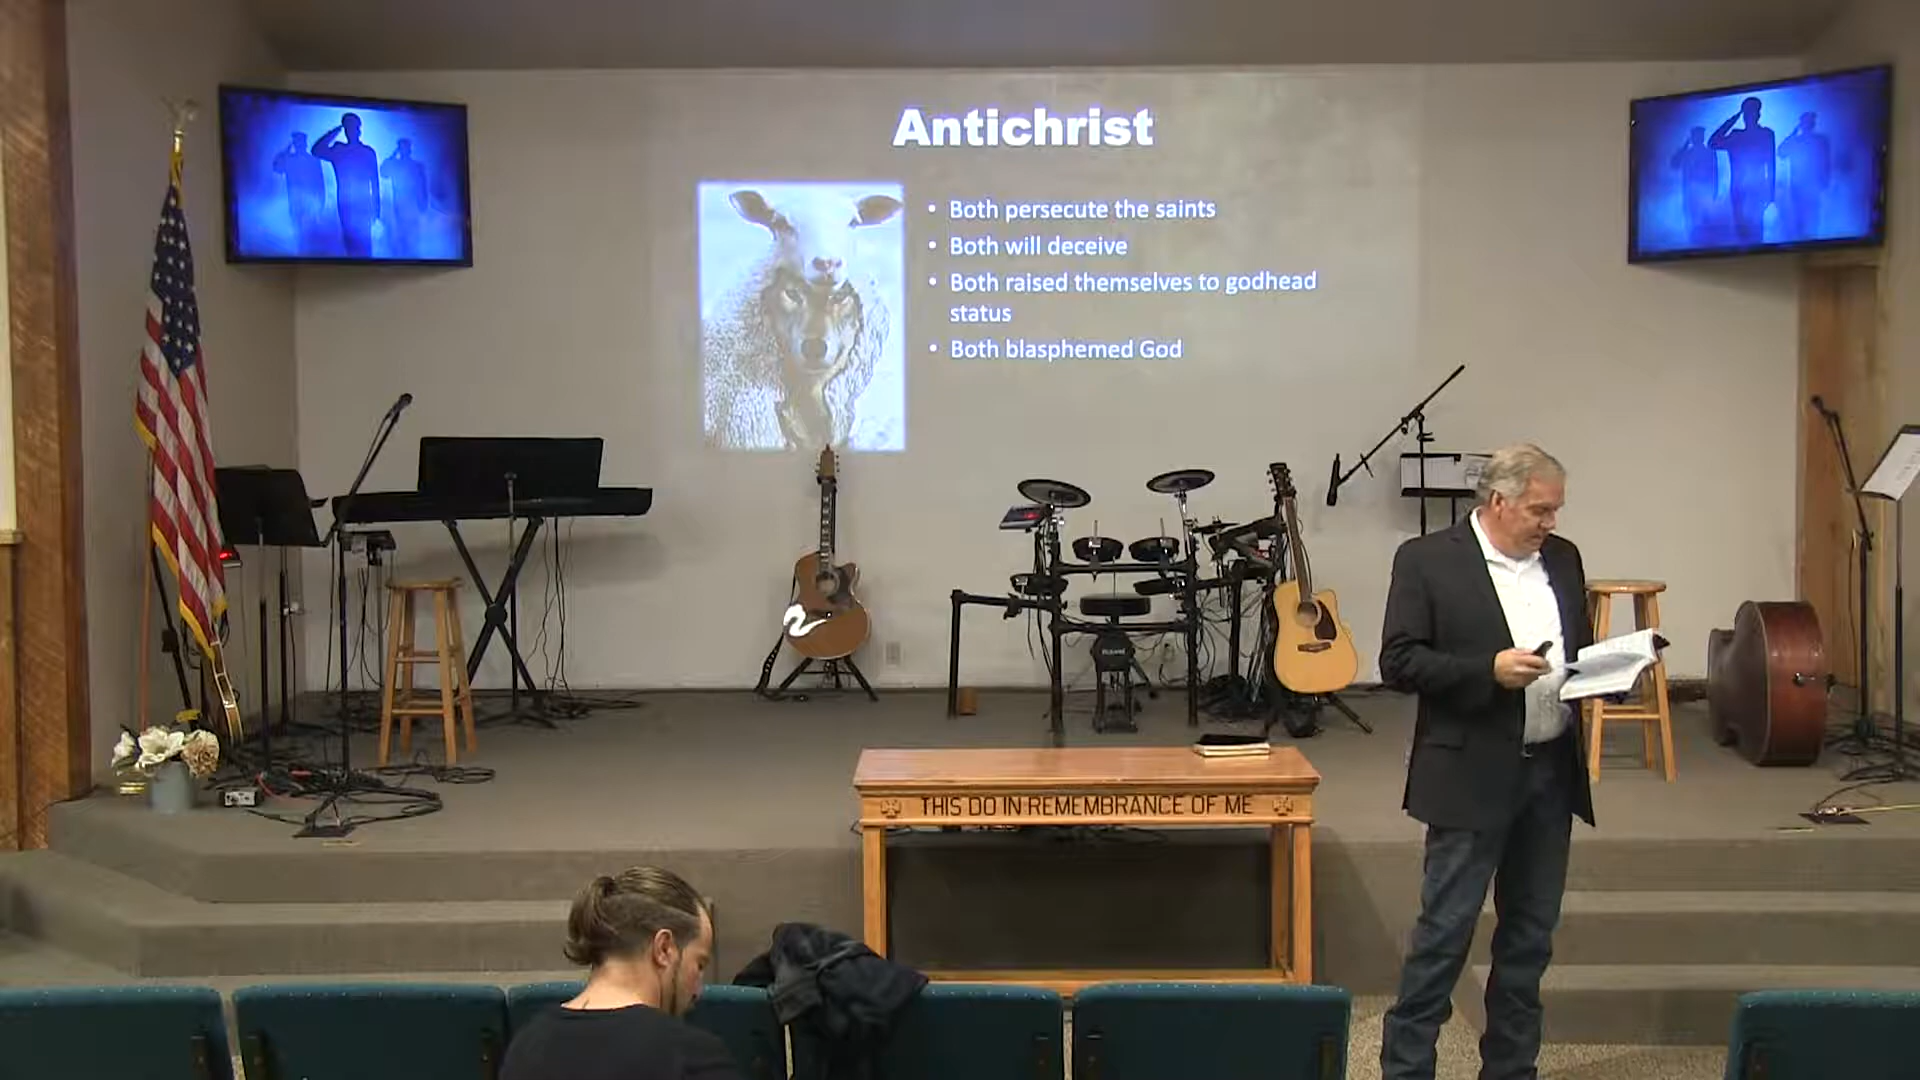 Antichrist
• Both persecute the saints
• Both will deceive
• Both raised themselves to godhead
status
• Both blasphemed God
THIS DO IN REMEMBRANCE OF ME